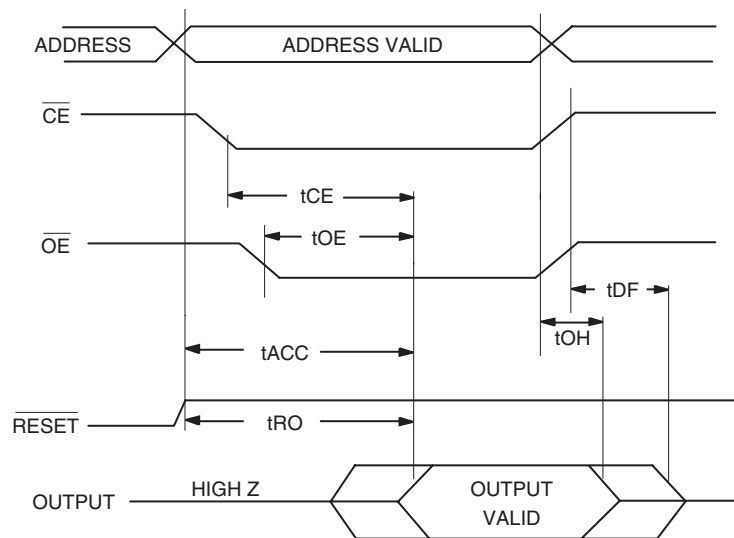 ADDRESS
ADDRESS VALID
CE
tCE
OE
tOE
tDF
tOH
tACC
RESET
tRO
OUTPUT
HIGH Z
OUTPUT
VALID